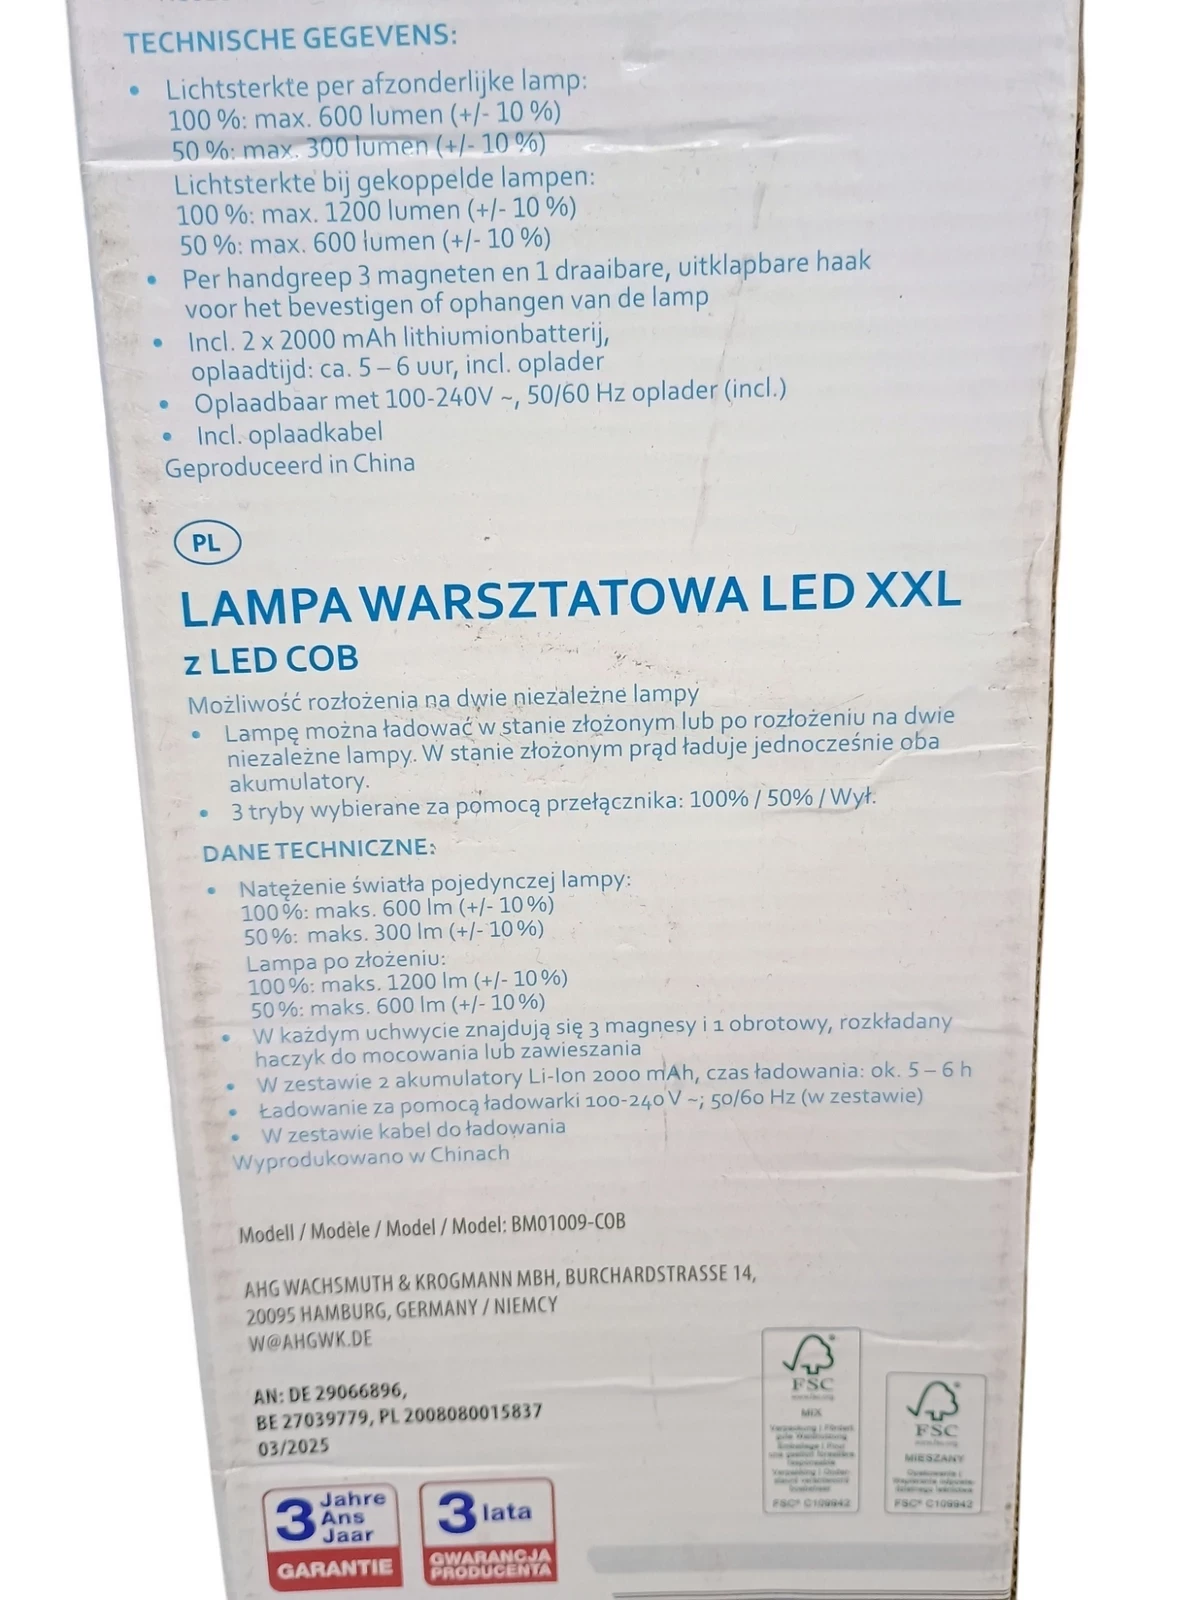 TECHNISCHE GEGEVENS:
• Lichtsterkte per afzonderlijke lamp:
100 %: max. 600 lumen (+/- 10 %)
50 %: max. 300 lumen (+/- 10 %)
Lichtsterkte bij gekoppelde lampen:
100 %: max. 1200 lumen (+/- 10 %)
50 %: max. 600 lumen (+/- 10 %)
• Per handgreep 3 magneten en 1 draaibare, uitklapbare haak
voor het bevestigen of ophangen van de lamp
• Incl. 2 x 2000 mAh lithiumionbatterij,
oplaadtijd: ca. 5 – 6 uur, incl. oplader
• Oplaadbaar met 100-240V ~, 50/60 Hz oplader (incl.)
• Incl. oplaadkabel
Geproduceerd in China
PL
LAMPA WARSZTATOWA LED XXL
z LED COB
Możliwość rozłożenia na dwie niezależne lampy
• Lampę można ładować w stanie złożonym lub po rozłożeniu na dwie
niezależne lampy. W stanie złożonym prąd ładuje jednocześnie oba
akumulatory.
• 3 tryby wybierane za pomocą przełącznika: 100% / 50% / Wył.
DANE TECHNICZNE:
• Natężenie światła pojedynczej lampy:
100%: maks. 600 lm (+/- 10%)
50%: maks. 300 lm (+/- 10%)
Lampa po złożeniu:
100%: maks. 1200 lm (+/- 10%)
50%: maks. 600 lm (+/- 10%)
• W każdym uchwycie znajdują się 3 magnesy i 1 obrotowy, rozkładany
haczyk do mocowania lub zawieszania
• W zestawie 2 akumulatory Li-Ion 2000 mAh, czas ładowania: ok. 5 – 6 h
• Ładowanie za pomocą ładowarki 100-240V ~; 50/60 Hz (w zestawie)
• W zestawie kabel do ładowania
Wyprodukowano w Chinach
Modell / Modèle / Model / Model: BM01009-COB
AHG WACHSMUTH & KROGMANN MBH, BURCHARDSTRASSE 14,
20095 HAMBURG, GERMANY / NIEMCY
W@AHGWK.DE
AN: DE 29066896,
BE 27039779, PL 2008080015837
03/2025
FSC
www.fsc.org
MIX
FSC® C109942
FSC
www.fsc.org
MIESZANY
FSC® C109942
3 Jahre
Ans
Jaar
GARANTIE
3 lata
GWARANCJA
PRODUCENTA